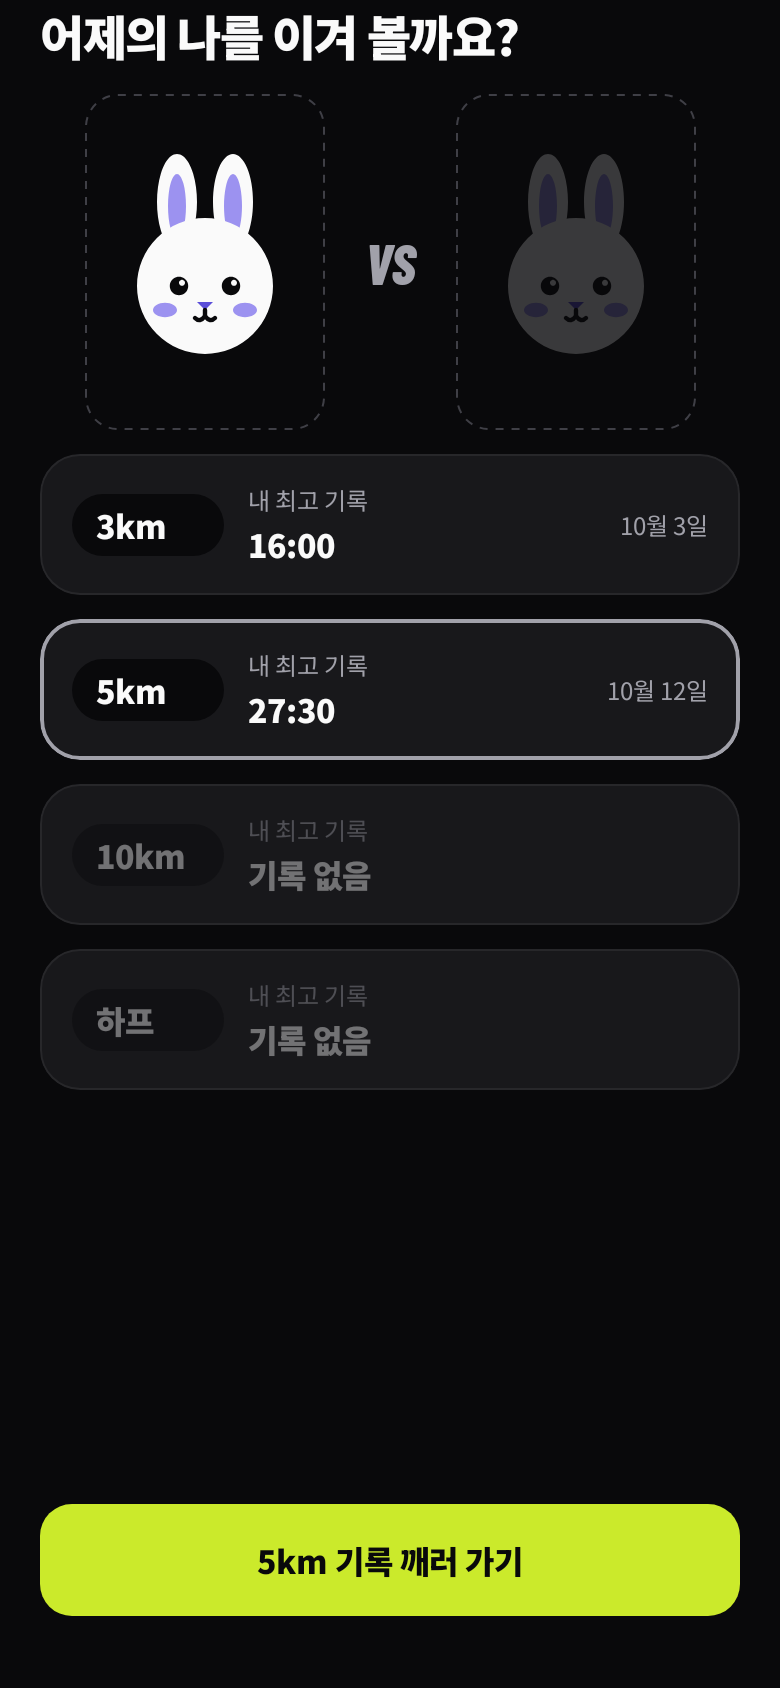 어제의 나를 이겨 볼까요?
VS
3km
내 최고 기록
16:00
10월 3일
5km
내 최고 기록
27:30
10월 12일
10km
내 최고 기록
기록 없음
하프
내 최고 기록
기록 없음
5km 기록 깨러 가기